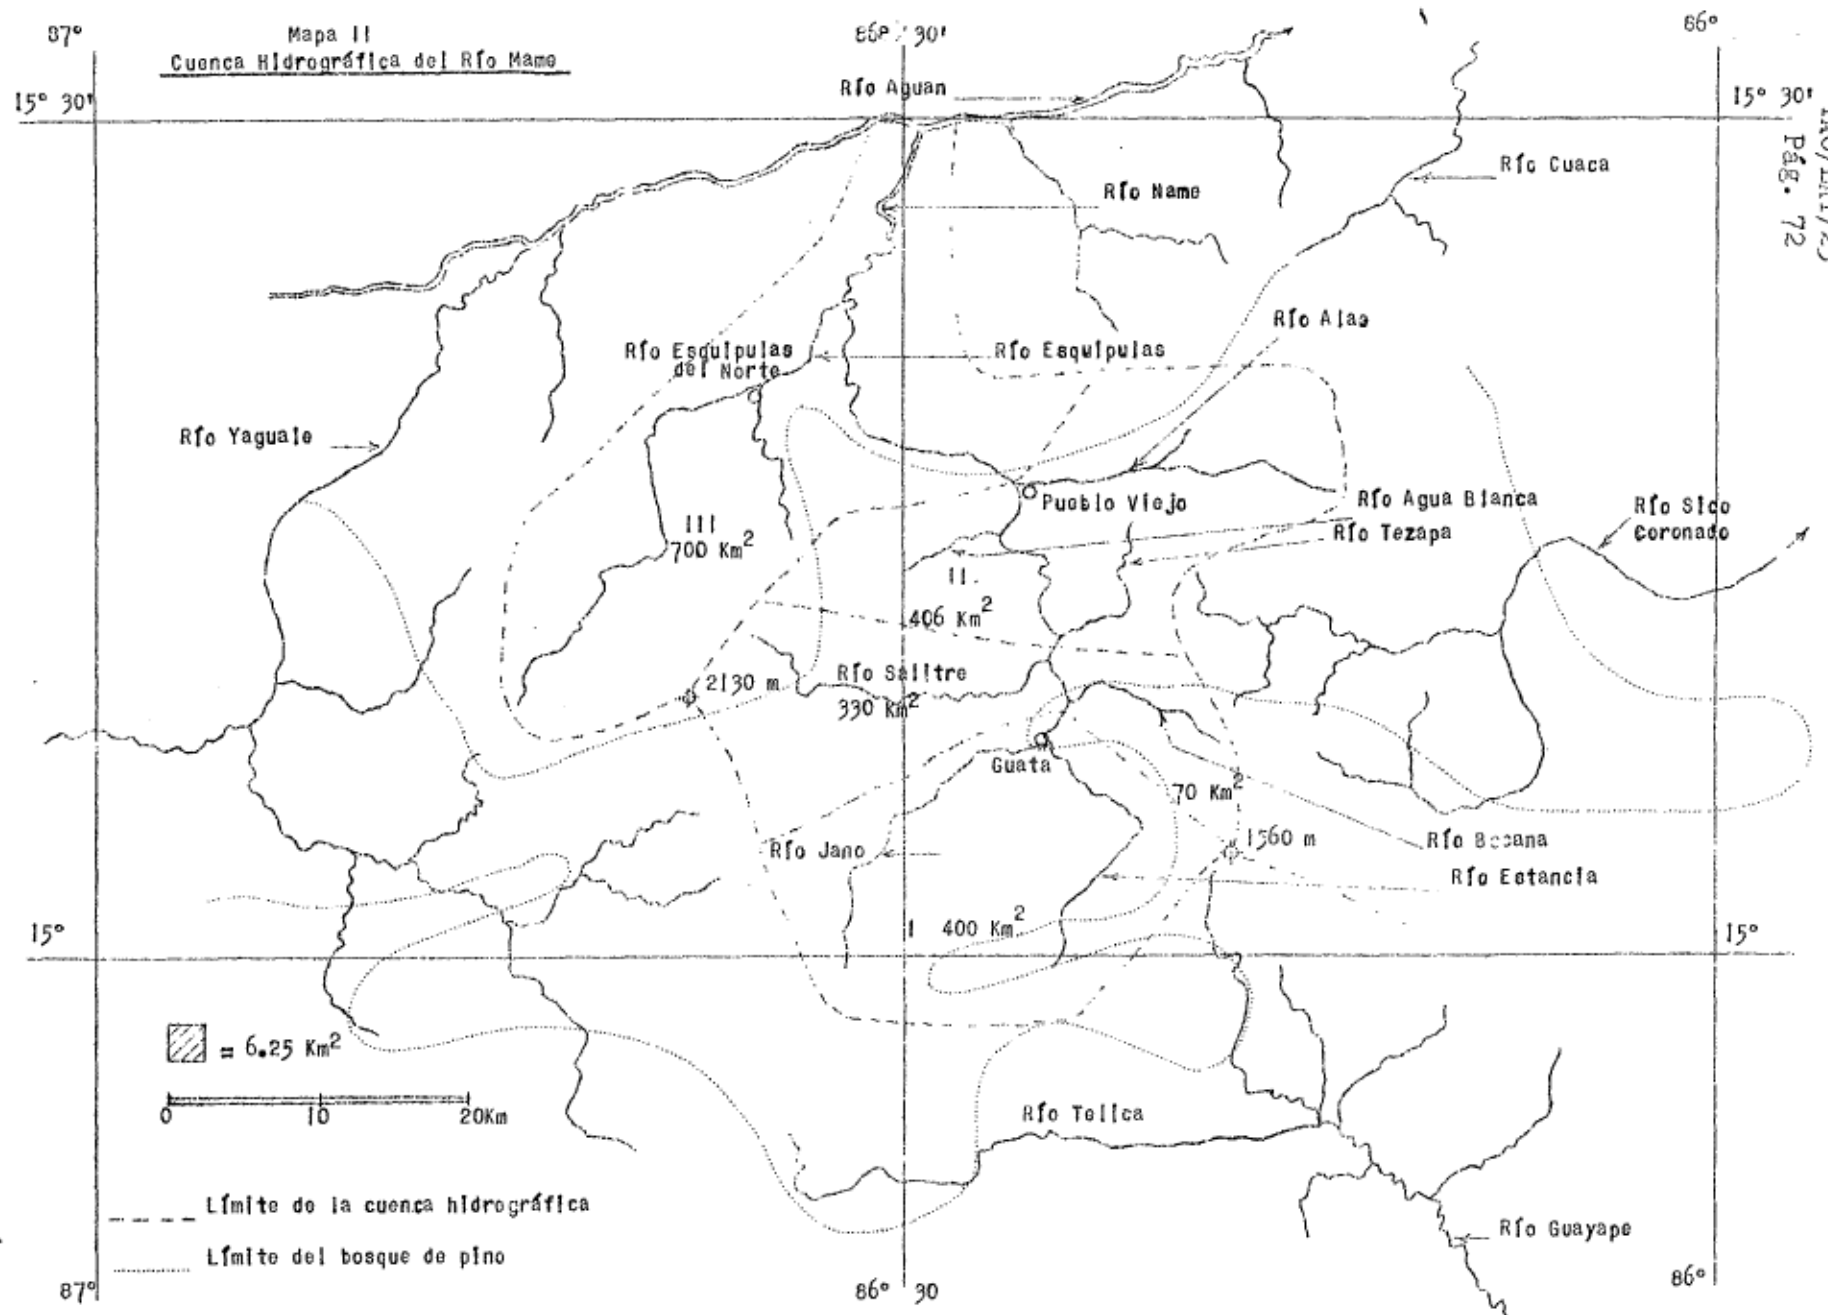 87°
Mapa II
86° 30'
86°
Cuenca Hidrográfica del Río Mame
15° 30'
Río Aguan
15° 30'
Pág. 72
Río Cuaca
Río Name
Río Alas
Río Esquipulas
del Norte
Río Esquipulas
Río Yaguale
Pueblo Viejo
Río Agua Blanca
Río Sico
Coronado
Río Tezapa
III
700 Km²
II.
406 Km²
2130 m
Río Salitre
330 Km²
Guata
70 Km²
Río Jano
1560 m
Río Estancia
15°
I 400 Km²
15°
= 6.25 Km²
0 10 20Km
Río Telica
Límite de la cuenca hidrográfica
Río Guayape
Límite del bosque de pino
87°
86° 30
86°